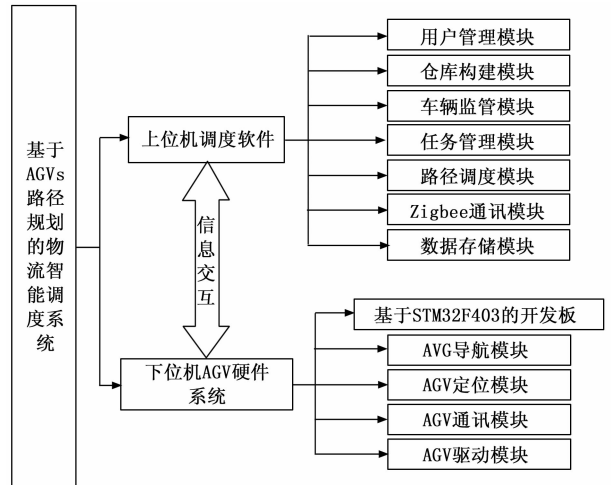 基于
AGVs
路径
规划
的物
流智
能调
度系
统
上位机调度软件
信
息
交
互
下位机AGV硬件
系统
用户管理模块
仓库构建模块
车辆监管模块
任务管理模块
路径调度模块
Zigbee通讯模块
数据存储模块
基于STM32F403的开发板
AVG导航模块
AGV定位模块
AGV通讯模块
AGV驱动模块